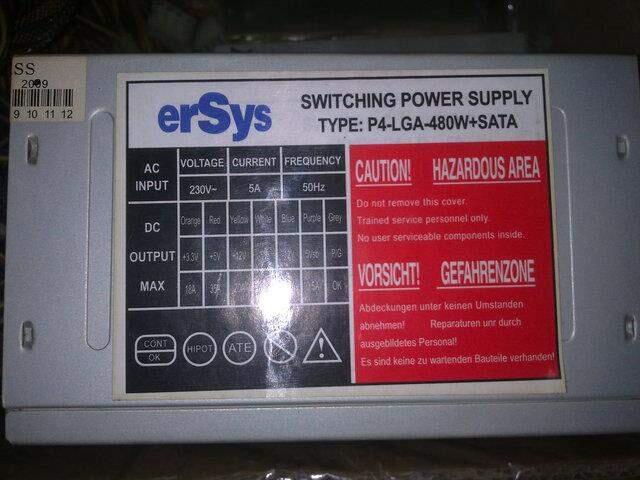 SS
2009
9 10 11 12
erSys
SWITCHING POWER SUPPLY
TYPE: P4-LGA-480W+SATA
AC INPUT
VOLTAGE CURRENT FREQUENCY
230V~ 5A 50Hz
DC OUTPUT MAX
Orange Red Yellow White Blue Purple Grey
+3.3V +5V +12V 5Vsb P/G
18A 35A OK
CONT OK
HIPOT
ATE
CAUTION! HAZARDOUS AREA
Do not remove this cover.
Trained service personnel only.
No user serviceable components inside.
VORSICHT! GEFAHRENZONE
Abdeckungen unter keinen Umstanden
abnehmen! Reparaturen unr durch
ausgebildetes Personal!
Es sind keine zu wartenden Bauteile verhanden!